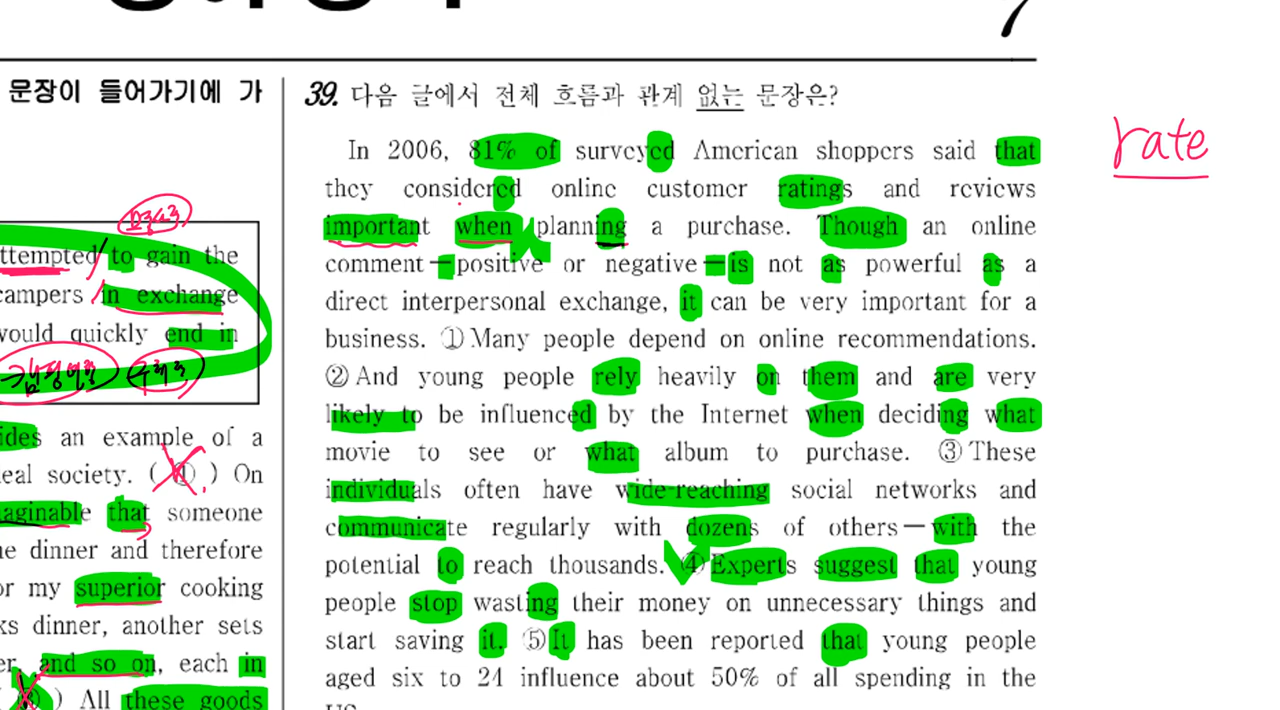 7
문장이 들어가기에 가
ttempted to gain the
campers in exchange
would quickly end in
ides an example of a
eal society. ( ① ) On
aginable that someone
ne dinner and therefore
or my superior cooking
ks dinner, another sets
er, and so on, each in
) All these goods
39. 다음 글에서 전체 흐름과 관계 없는 문장은?
In 2006, 81% of surveyed American shoppers said that
they considered online customer ratings and reviews
important when planning a purchase. Though an online
comment—positive or negative—is not as powerful as a
direct interpersonal exchange, it can be very important for a
business. ① Many people depend on online recommendations.
② And young people rely heavily on them and are very
likely to be influenced by the Internet when deciding what
movie to see or what album to purchase. ③ These
individuals often have wide-reaching social networks and
communicate regularly with dozens of others—with the
potential to reach thousands. ④ Experts suggest that young
people stop wasting their money on unnecessary things and
start saving it. ⑤ It has been reported that young people
aged six to 24 influence about 50% of all spending in the
US.
rate